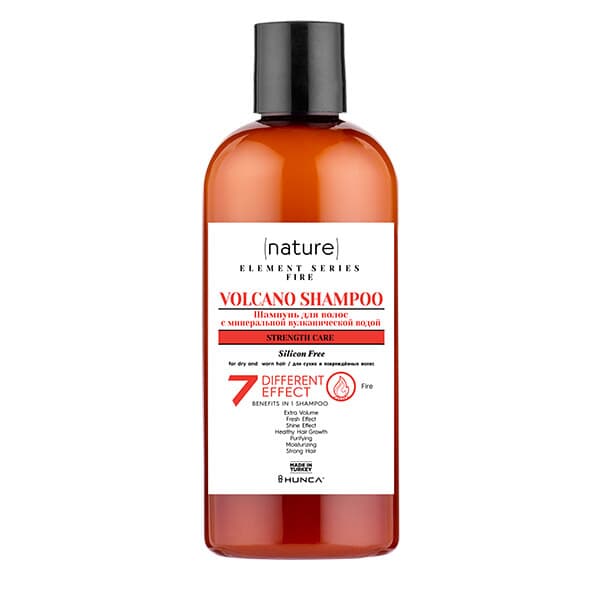 (nature)
ELEMENT SERIES
FIRE
VOLCANO SHAMPOO
Шампунь для волос
с минеральной вулканической водой
STRENGTH CARE
Silicon Free
for dry and worn hair / для сухих и повреждённых волос
7 DIFFERENT
EFFECT
Fire
BENEFITS IN 1 SHAMPOO
Extra Volume
Fresh Effect
Shine Effect
Healthy Hair Growth
Purifying
Moisturizing
Strong Hair
MADE IN
TURKEY
HUNCA